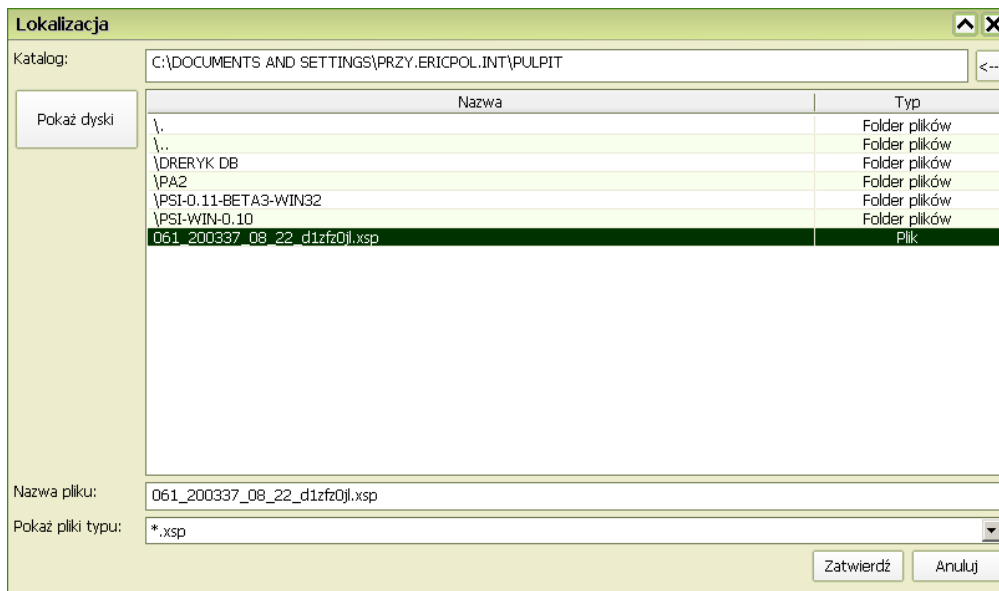 Lokalizacja
Katalog: C:\DOCUMENTS AND SETTINGS\PRZY.ERICPOL.INT\PULPIT <--
Pokaż dyski
Nazwa Typ
\. Folder plików
\.. Folder plików
\DRERYK DB Folder plików
\PA2 Folder plików
\PSI-0.11-BETA3-WIN32 Folder plików
\PSI-WIN-0.10 Folder plików
061_200337_08_22_d1zfz0jl.xsp Plik
Nazwa pliku: 061_200337_08_22_d1zfz0jl.xsp
Pokaż pliki typu: *.xsp
Zatwierdź Anuluj